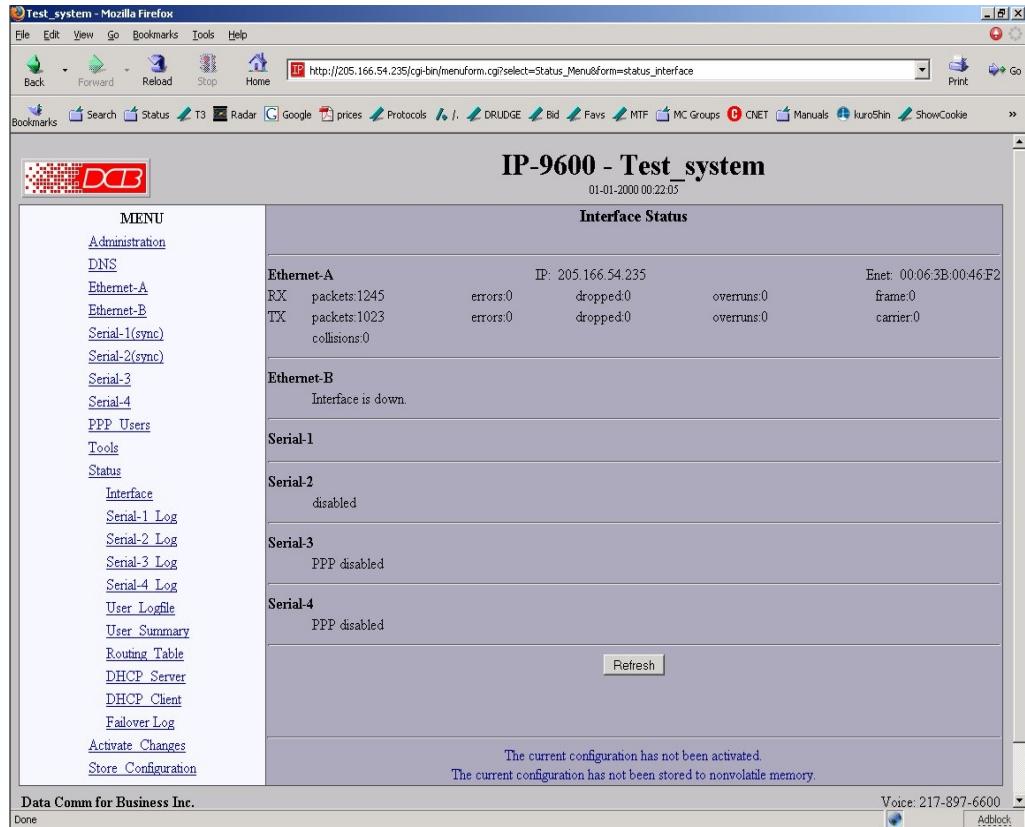 Test_system - Mozilla Firefox
File Edit View Go Bookmarks Tools Help
Back Forward Reload Stop Home http://205.166.54.235/cgi-bin/menuform.cgi?select=Status_Menu&form=status_interface Print Go
Bookmarks Search Status T3 Radar Google prices Protocols /. DRUDGE Bid Favs MTF MC Groups CNET Manuals kuro5hin ShowCookie »
DCB
IP-9600 - Test_system
01-01-2000 00:22:05
MENU
Administration
DNS
Ethernet-A
Ethernet-B
Serial-1(sync)
Serial-2(sync)
Serial-3
Serial-4
PPP Users
Tools
Status
Interface
Serial-1 Log
Serial-2 Log
Serial-3 Log
Serial-4 Log
User Logfile
User Summary
Routing Table
DHCP Server
DHCP Client
Failover Log
Activate Changes
Store Configuration
Interface Status
Ethernet-A IP: 205.166.54.235 Enet: 00:06:3B:00:46:F2
RX packets:1245 errors:0 dropped:0 overruns:0 frame:0
TX packets:1023 errors:0 dropped:0 overruns:0 carrier:0
collisions:0
Ethernet-B
Interface is down.
Serial-1
Serial-2
disabled
Serial-3
PPP disabled
Serial-4
PPP disabled
Refresh
The current configuration has not been activated.
The current configuration has not been stored to nonvolatile memory.
Data Comm for Business Inc. Voice: 217-897-6600
Done Adblock